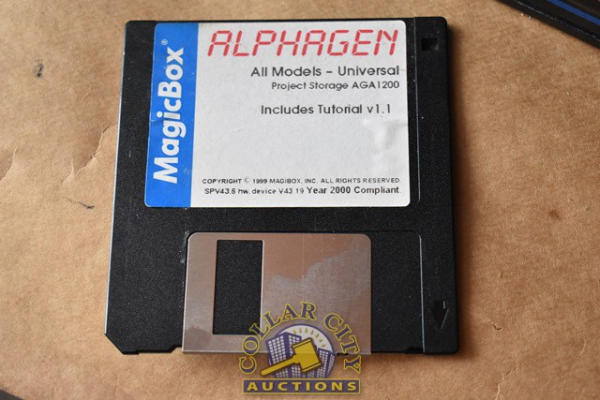 MagicBox®
ALPHAGEN
All Models - Universal
Project Storage AGA1200
Includes Tutorial v1.1
COPYRIGHT © 1999 MAGIBOX, INC. ALL RIGHTS RESERVED.
SPV43.6 hw. device V43.19 Year 2000 Compliant.
COLLAR CITY
AUCTIONS